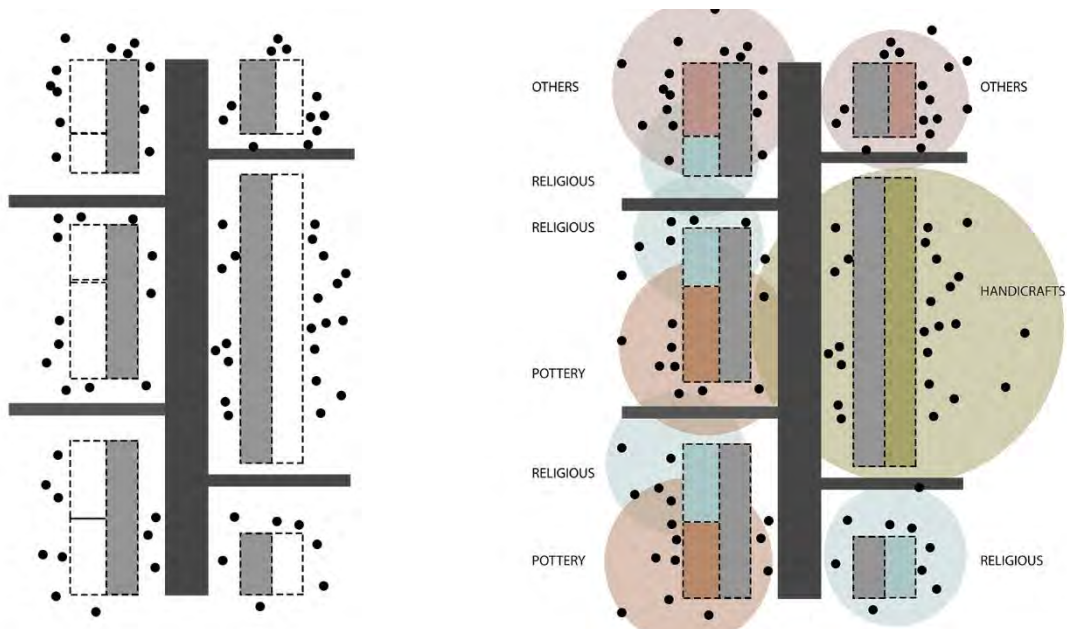 OTHERS
OTHERS
RELIGIOUS
RELIGIOUS
HANDICRAFTS
POTTERY
RELIGIOUS
POTTERY
RELIGIOUS